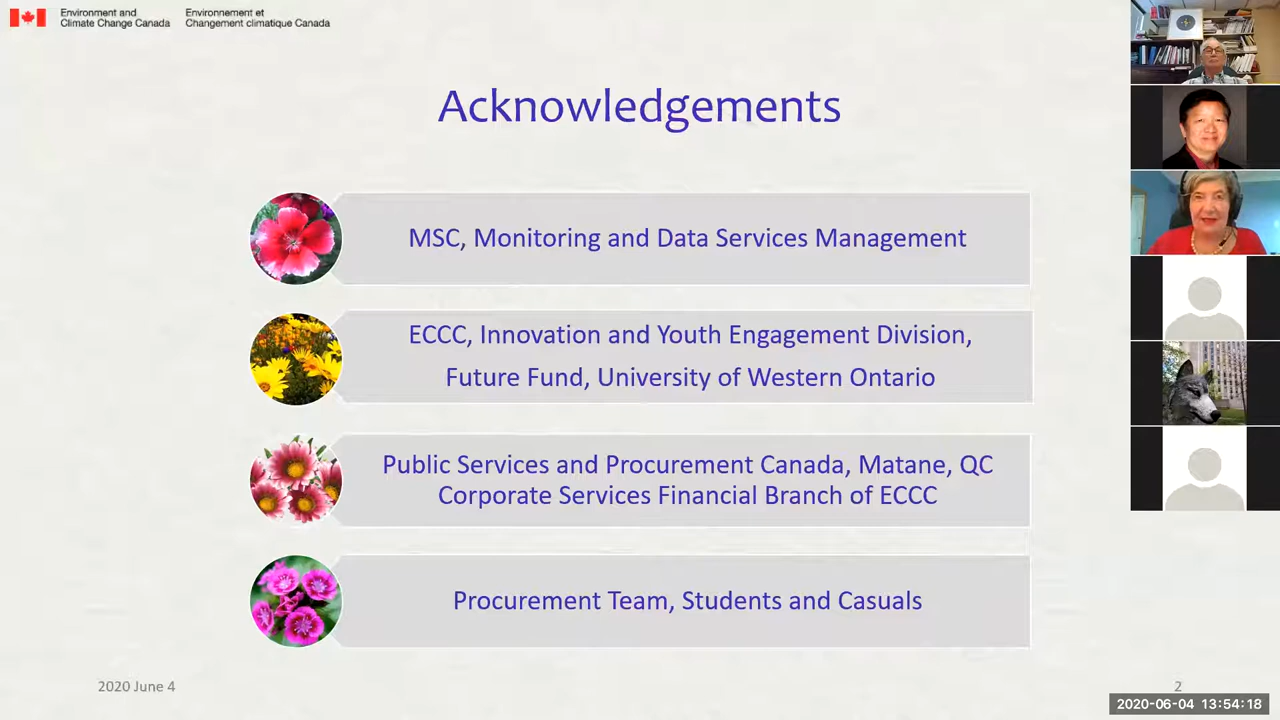 Environment and
Climate Change Canada
Environnement et
Changement climatique Canada
Acknowledgements
MSC, Monitoring and Data Services Management
ECCC, Innovation and Youth Engagement Division,
Future Fund, University of Western Ontario
Public Services and Procurement Canada, Matane, QC
Corporate Services Financial Branch of ECCC
Procurement Team, Students and Casuals
2020 June 4
2
2020-06-04 13:54:18